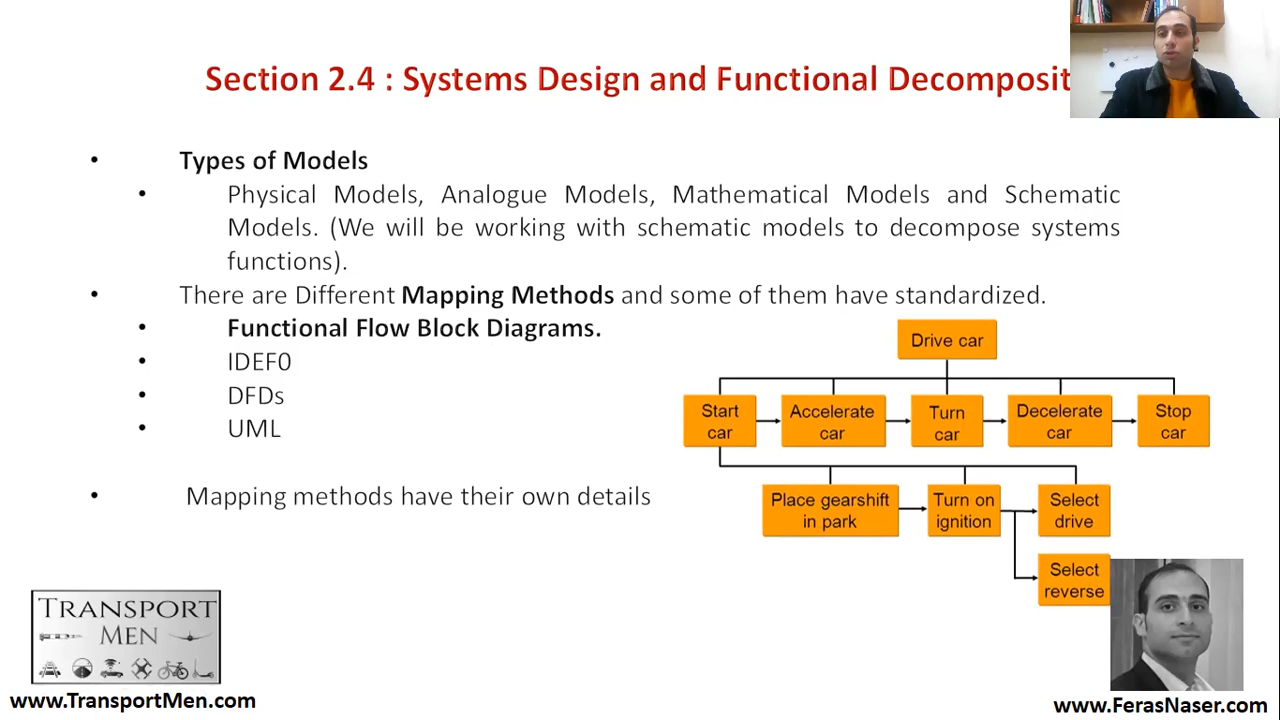 Section 2.4 : Systems Design and Functional Decomposit
• Types of Models
• Physical Models, Analogue Models, Mathematical Models and Schematic
Models. (We will be working with schematic models to decompose systems
functions).
• There are Different Mapping Methods and some of them have standardized.
• Functional Flow Block Diagrams.
• IDEF0
• DFDs
• UML
• Mapping methods have their own details
Drive car
Start
car
Accelerate
car
Turn
car
Decelerate
car
Stop
car
Place gearshift
in park
Turn on
ignition
Select
drive
Select
reverse
TRANSPORT
MEN
www.TransportMen.com
www.FerasNaser.com